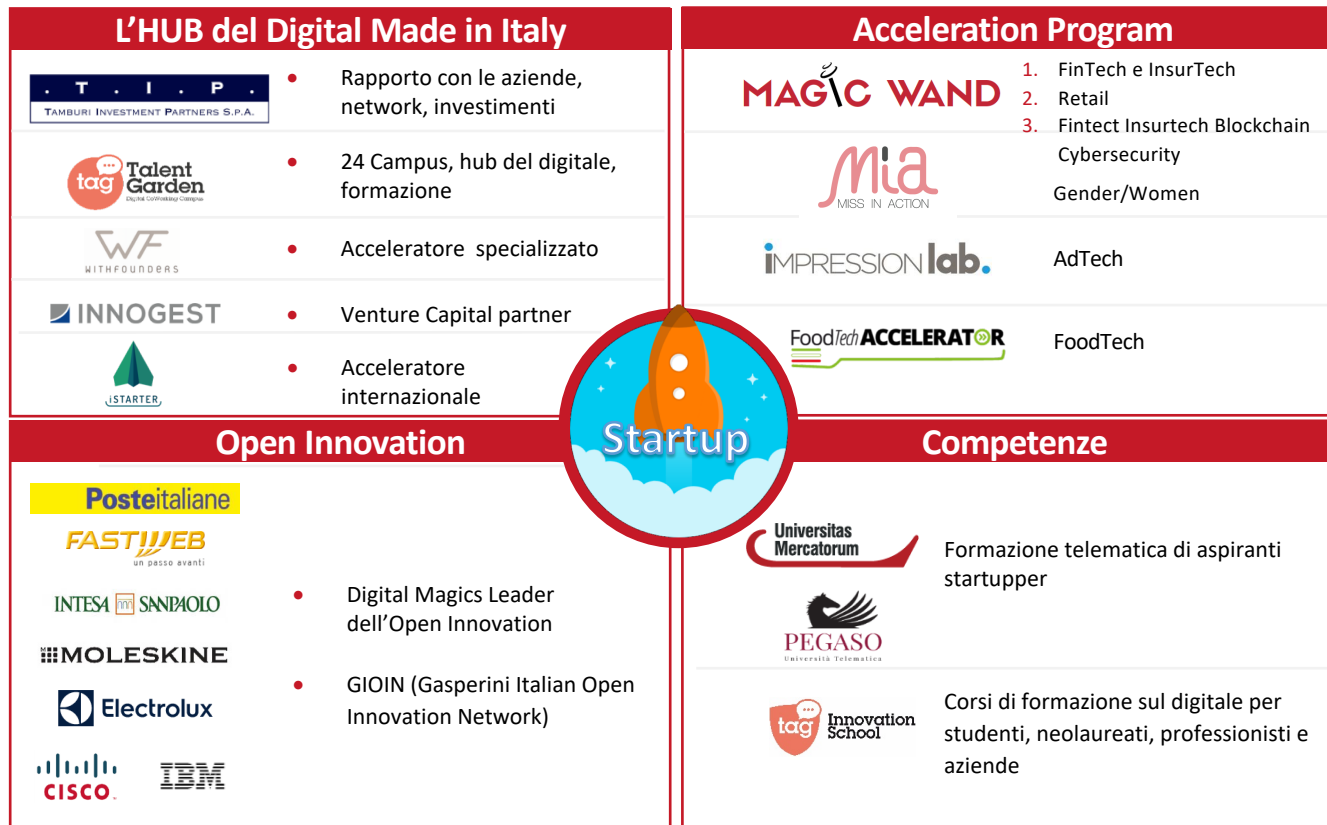 L'HUB del Digital Made in Italy
. T . I . P .
TAMBURI INVESTMENT PARTNERS S.P.A.
• Rapporto con le aziende,
network, investimenti
tag Talent
Garden
Digital CoWorking Campus
• 24 Campus, hub del digitale,
formazione
WF
WITHFOUNDERS
• Acceleratore specializzato
INNOGEST
• Venture Capital partner
iSTARTER
• Acceleratore
internazionale
Acceleration Program
MAGIC WAND
1. FinTech e InsurTech
2. Retail
3. Fintect Insurtech Blockchain
Cybersecurity
Mia
MISS IN ACTION
Gender/Women
iMPRESSION lab.
AdTech
FoodTech ACCELERATOR
FoodTech
Startup
Open Innovation
Posteitaliane
FASTWEB
un passo avanti
INTESA SANPAOLO
MOLESKINE
Electrolux
CISCO
IBM
• Digital Magics Leader
dell'Open Innovation
• GIOIN (Gasperini Italian Open
Innovation Network)
Competenze
Universitas
Mercatorum
PEGASO
Università Telematica
Formazione telematica di aspiranti
startupper
tag Innovation
School
Corsi di formazione sul digitale per
studenti, neolaureati, professionisti e
aziende